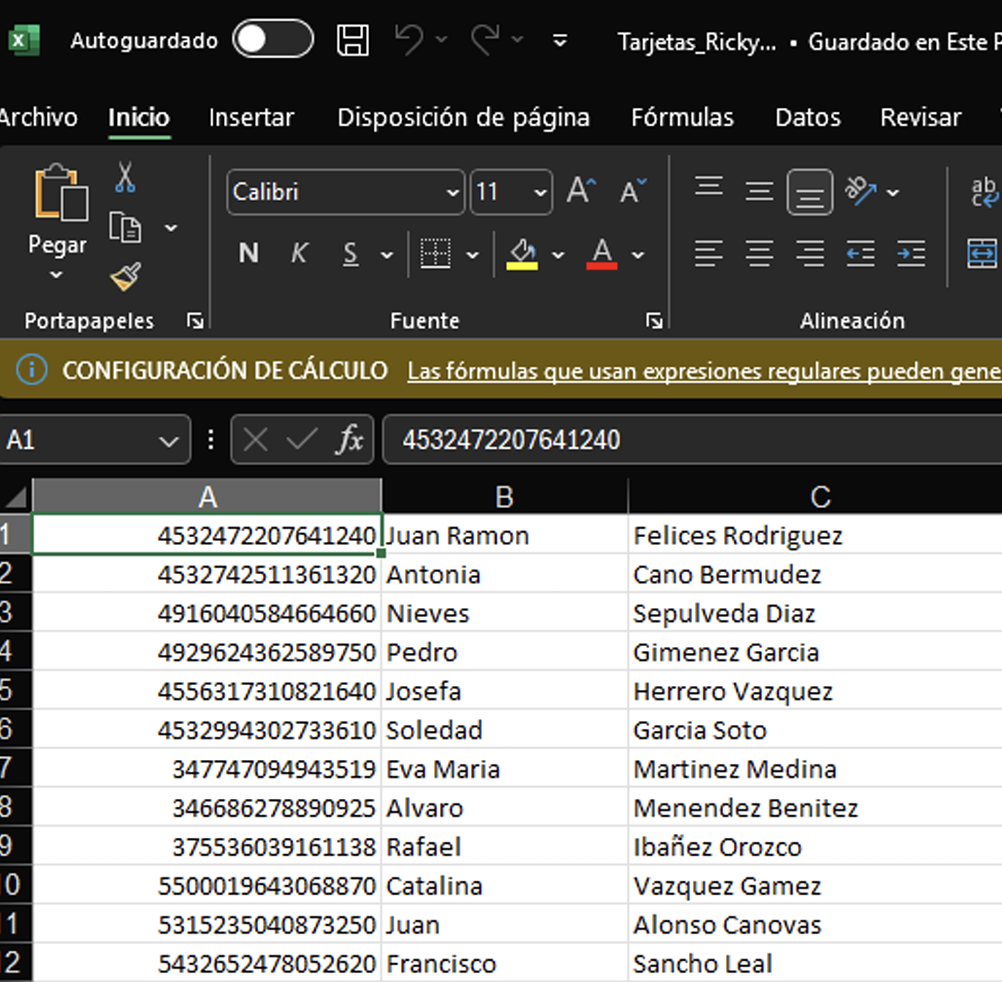 Autoguardado Tarjetas_Ricky... • Guardado en Este P
Archivo Inicio Insertar Disposición de página Fórmulas Datos Revisar
Calibri 11
Pegar
N K S A
Portapapeles Fuente Alineación
CONFIGURACIÓN DE CÁLCULO Las fórmulas que usan expresiones regulares pueden gene
A1 fx 4532472207641240
A B C
1 4532472207641240 Juan Ramon Felices Rodriguez
2 4532742511361320 Antonia Cano Bermudez
3 4916040584664660 Nieves Sepulveda Diaz
4 4929624362589750 Pedro Gimenez Garcia
5 4556317310821640 Josefa Herrero Vazquez
6 4532994302733610 Soledad Garcia Soto
7 347747094943519 Eva Maria Martinez Medina
8 346686278890925 Alvaro Menendez Benitez
9 375536039161138 Rafael Ibañez Orozco
10 5500019643068870 Catalina Vazquez Gamez
11 5315235040873250 Juan Alonso Canovas
12 5432652478052620 Francisco Sancho Leal